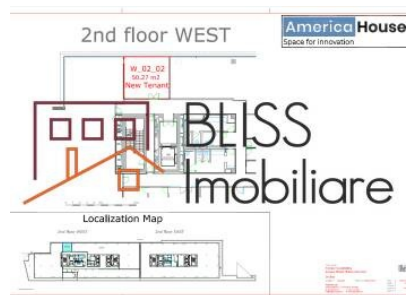 2nd floor WEST
America House
Space for innovation
W_02_02
50.27 m2
New Tenant
BLISS
Imobiliare
Localization Map
2nd floor WEST
2nd floor EAST